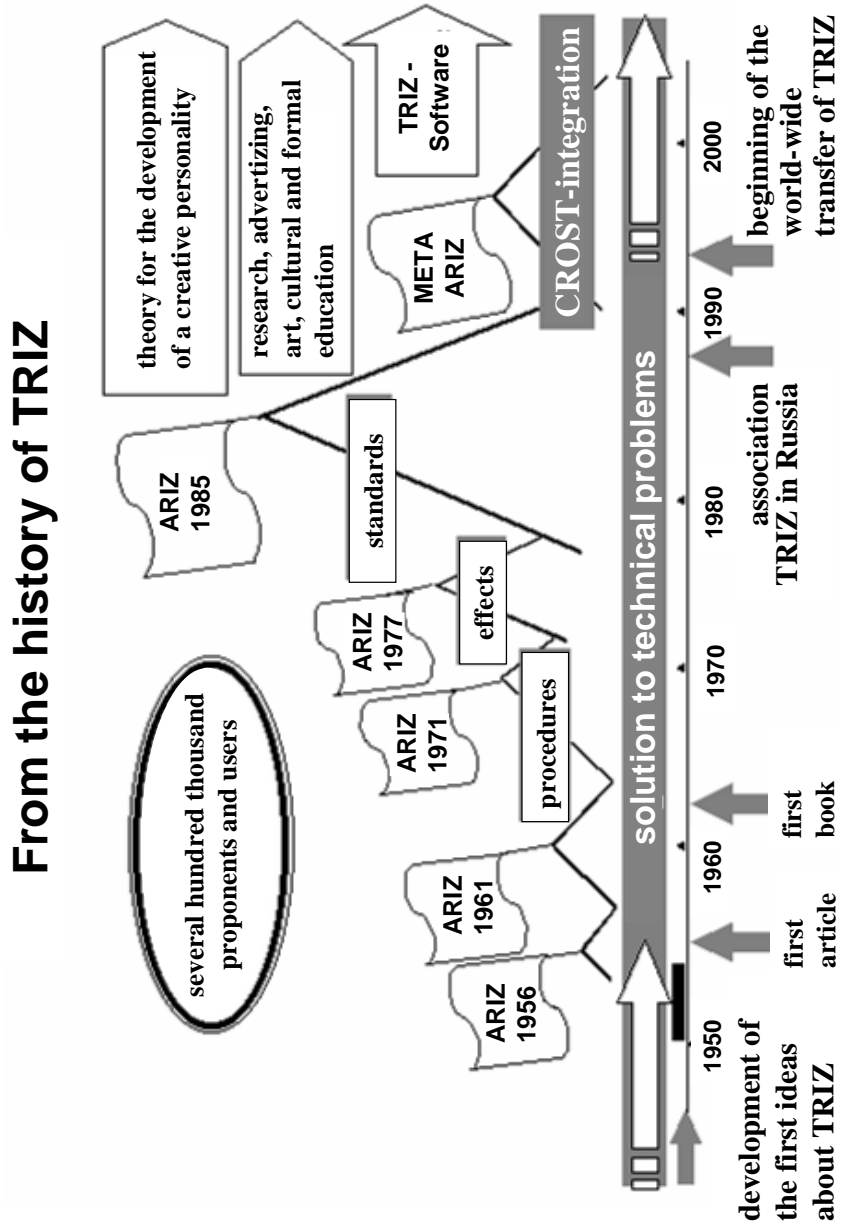 From the history of TRIZ
several hundred thousand
proponents and users
theory for the development
of a creative personality
research, advertizing,
art, cultural and formal
education
TRIZ -
Software
ARIZ
1956
ARIZ
1961
ARIZ
1971
ARIZ
1977
ARIZ
1985
META
ARIZ
procedures
effects
standards
CROST-integration
solution to technical problems
1950
1960
1970
1980
1990
2000
development of
the first ideas
about TRIZ
first
article
first
book
association
TRIZ in Russia
beginning of the
world-wide
transfer of TRIZ